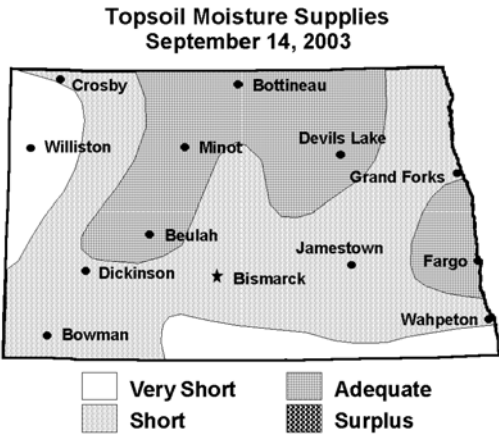 Topsoil Moisture Supplies
September 14, 2003
Crosby
Bottineau
Williston
Minot
Devils Lake
Grand Forks
Beulah
Jamestown
Fargo
Dickinson
Bismarck
Wahpeton
Bowman
Very Short
Adequate
Short
Surplus